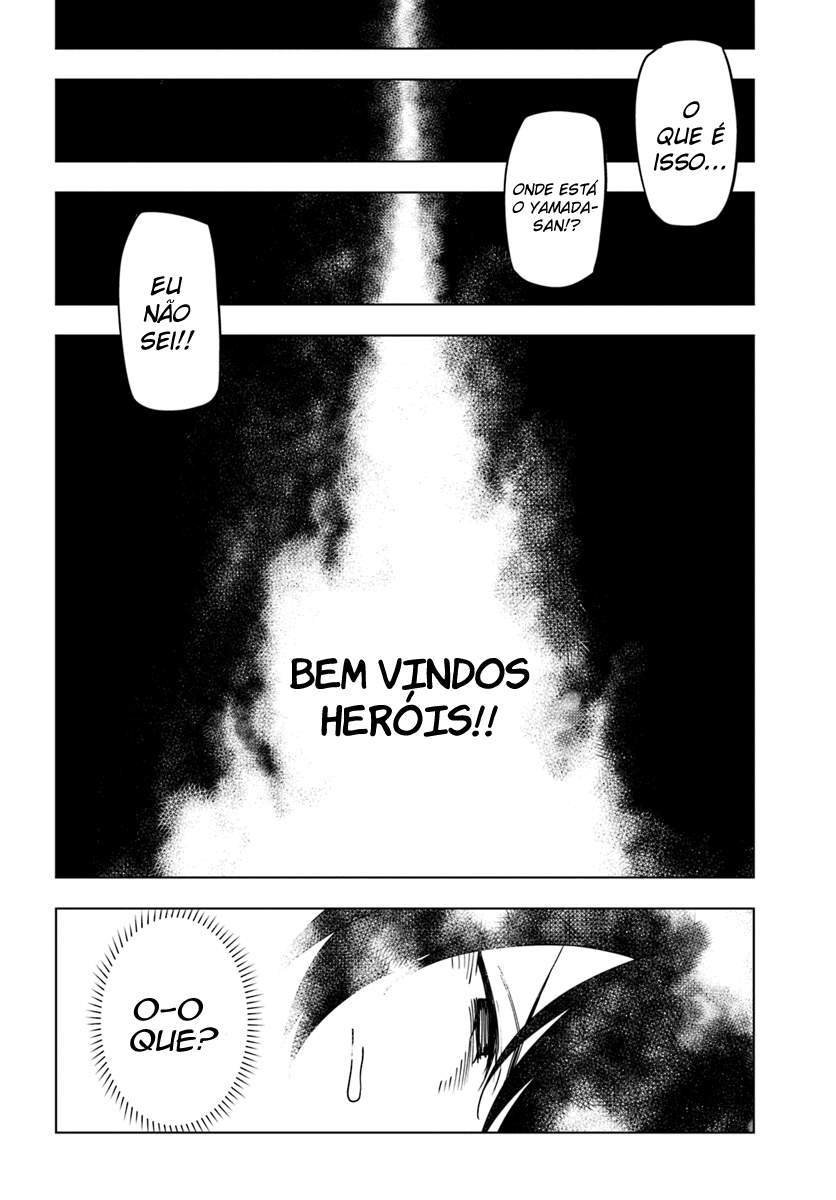 O
QUE É
ISSO...
ONDE ESTÁ
O YAMADA-
SAN!?
EU
NÃO
SEI!!
BEM VINDOS
HERÓIS!!
O-O
QUE?